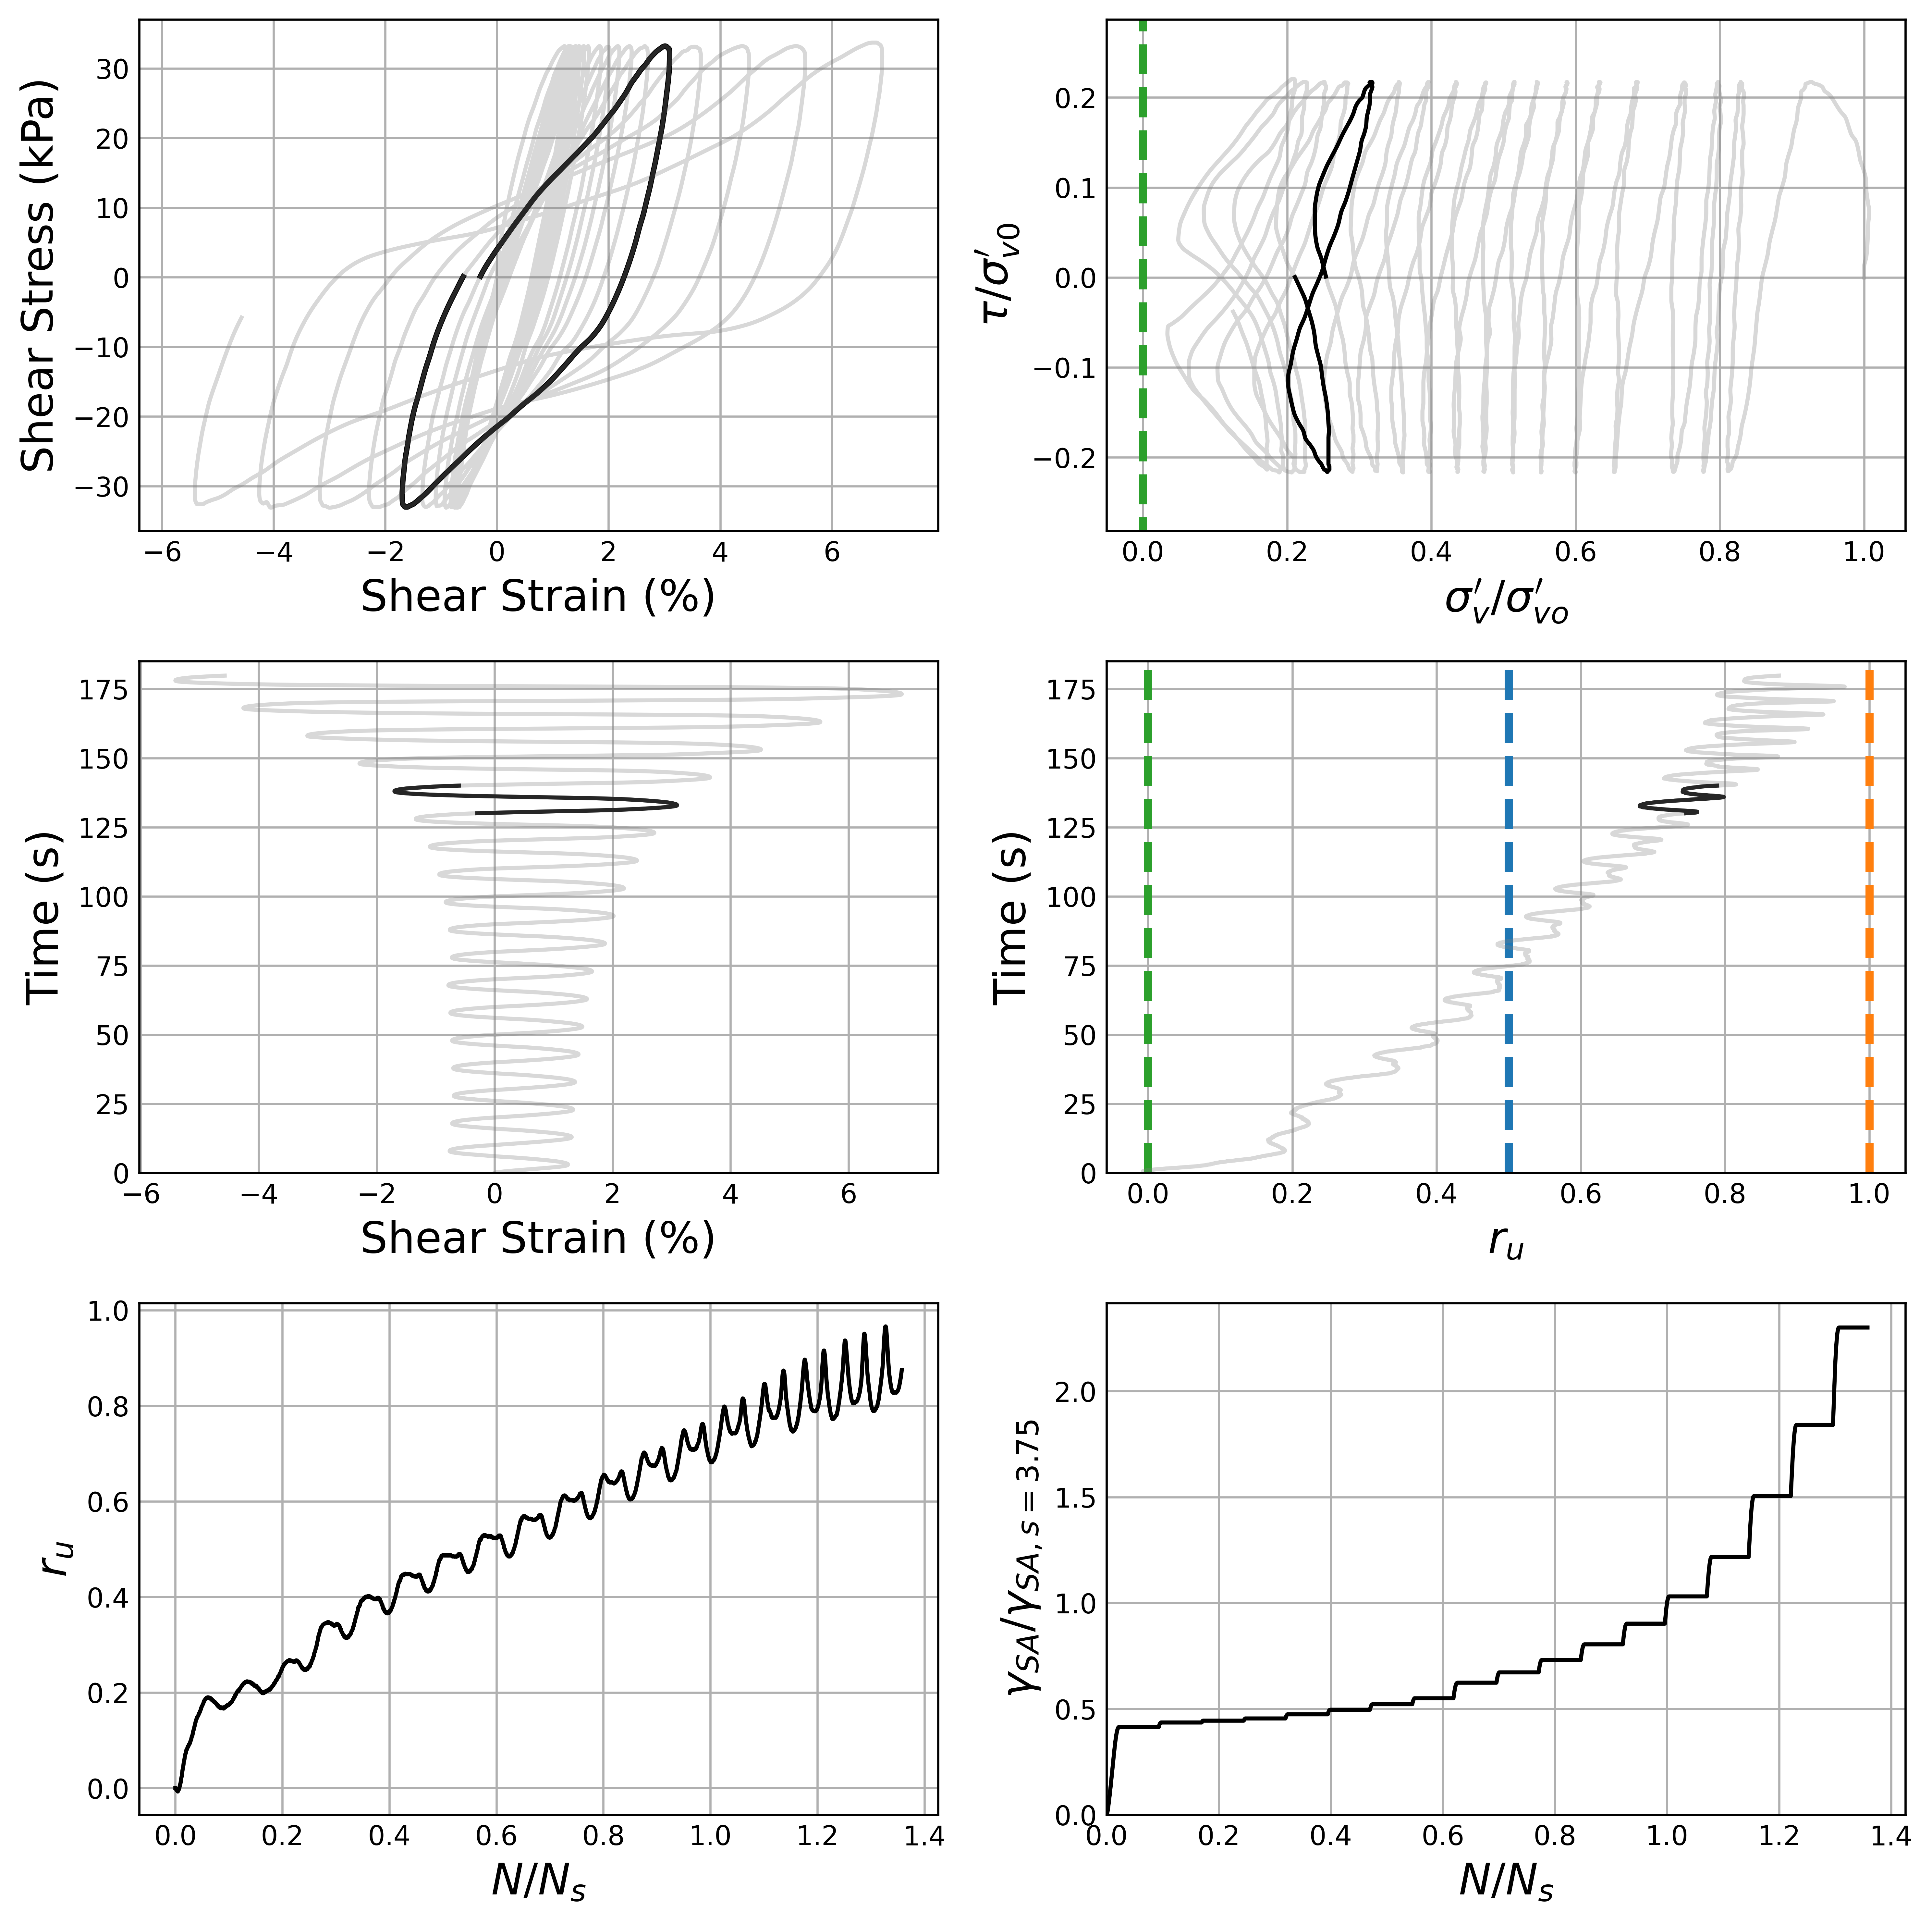 30
20
10
0
−10
−20
−30
−6 −4 −2 0 2 4 6
Shear Stress (kPa)
Shear Strain (%)
0.2
0.1
0.0
−0.1
−0.2
0.0 0.2 0.4 0.6 0.8 1.0
τ/σ′v0
σ′v/σ′vo
175
150
125
100
75
50
25
0
−6 −4 −2 0 2 4 6
Time (s)
Shear Strain (%)
175
150
125
100
75
50
25
0
0.0 0.2 0.4 0.6 0.8 1.0
Time (s)
ru
1.0
0.8
0.6
0.4
0.2
0.0
0.0 0.2 0.4 0.6 0.8 1.0 1.2 1.4
ru
N/Ns
2.0
1.5
1.0
0.5
0.0
0.0 0.2 0.4 0.6 0.8 1.0 1.2 1.4
γSA/γSA, s = 3.75
N/Ns